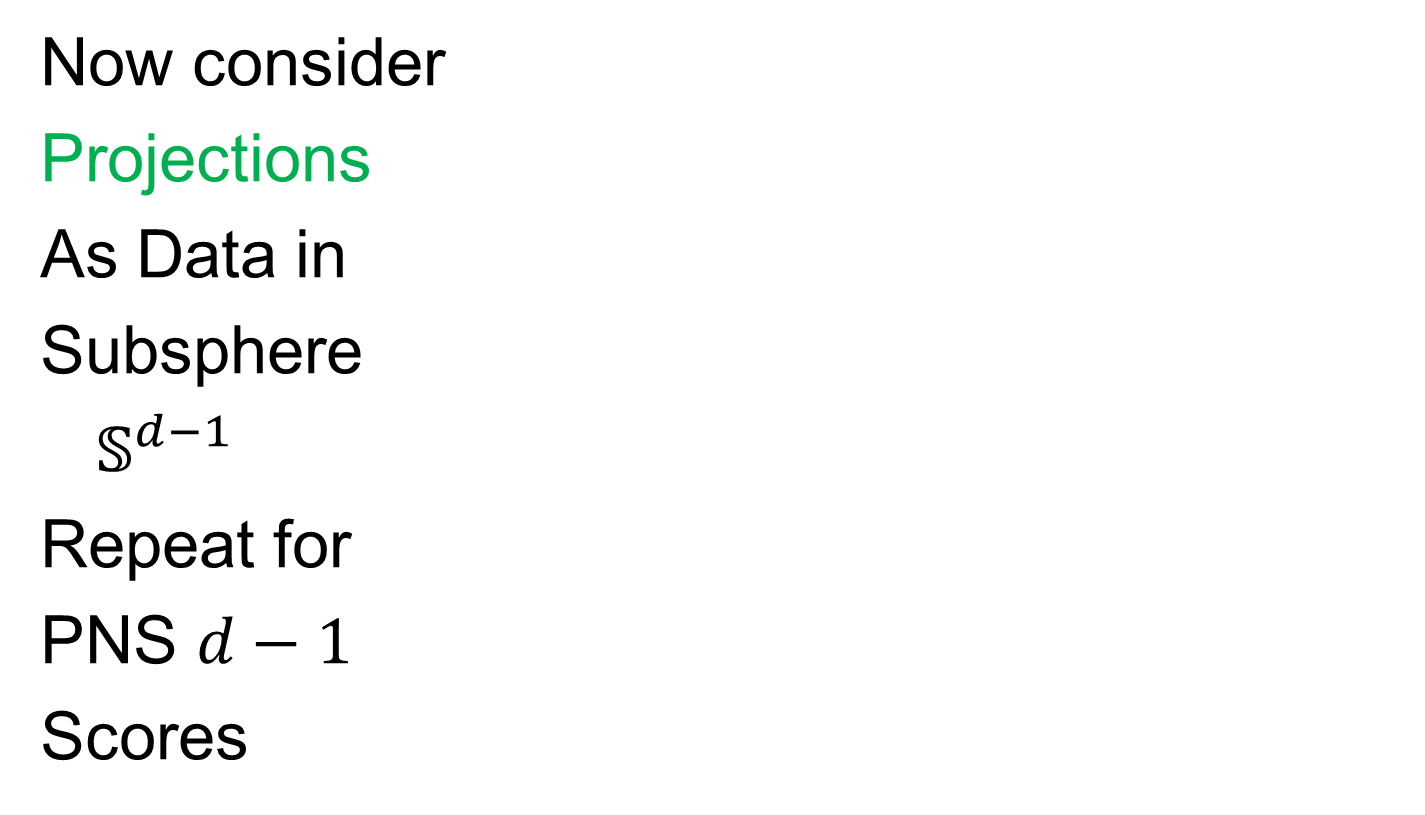 Now consider
Projections
As Data in
Subsphere
𝕊^{d−1}
Repeat for
PNS d − 1
Scores